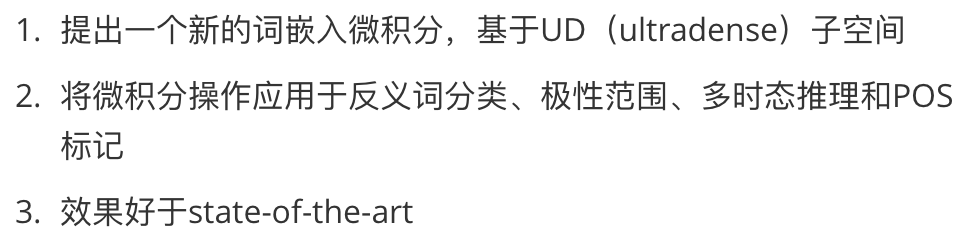 1. 提出一个新的词嵌入微积分，基于UD（ultradense）子空间
2. 将微积分操作应用于反义词分类、极性范围、多时态推理和POS
标记
3. 效果好于state-of-the-art